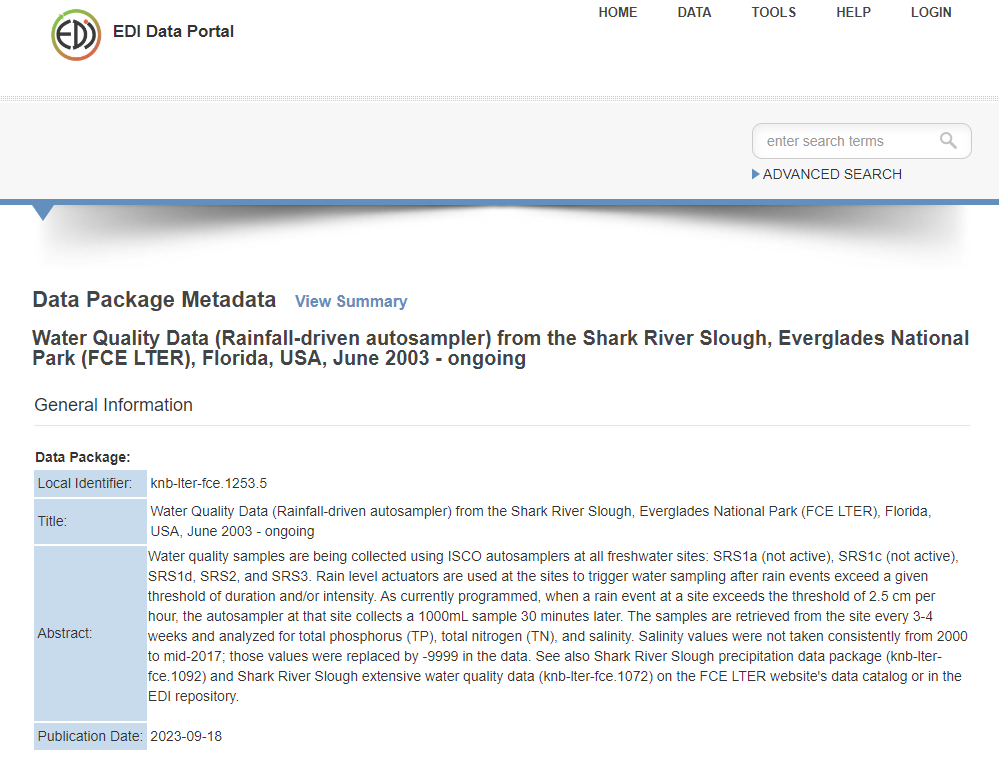 HOME DATA TOOLS HELP LOGIN
EDI EDI Data Portal
enter search terms
ADVANCED SEARCH
Data Package Metadata View Summary
Water Quality Data (Rainfall-driven autosampler) from the Shark River Slough, Everglades National
Park (FCE LTER), Florida, USA, June 2003 - ongoing
General Information
Data Package:
Local Identifier: knb-lter-fce.1253.5
Title: Water Quality Data (Rainfall-driven autosampler) from the Shark River Slough, Everglades National Park (FCE LTER), Florida,
USA, June 2003 - ongoing
Abstract: Water quality samples are being collected using ISCO autosamplers at all freshwater sites: SRS1a (not active), SRS1c (not active),
SRS1d, SRS2, and SRS3. Rain level actuators are used at the sites to trigger water sampling after rain events exceed a given
threshold of duration and/or intensity. As currently programmed, when a rain event at a site exceeds the threshold of 2.5 cm per
hour, the autosampler at that site collects a 1000mL sample 30 minutes later. The samples are retrieved from the site every 3-4
weeks and analyzed for total phosphorus (TP), total nitrogen (TN), and salinity. Salinity values were not taken consistently from 2000
to mid-2017; those values were replaced by -9999 in the data. See also Shark River Slough precipitation data package (knb-lter-
fce.1092) and Shark River Slough extensive water quality data (knb-lter-fce.1072) on the FCE LTER website's data catalog or in the
EDI repository.
Publication Date: 2023-09-18